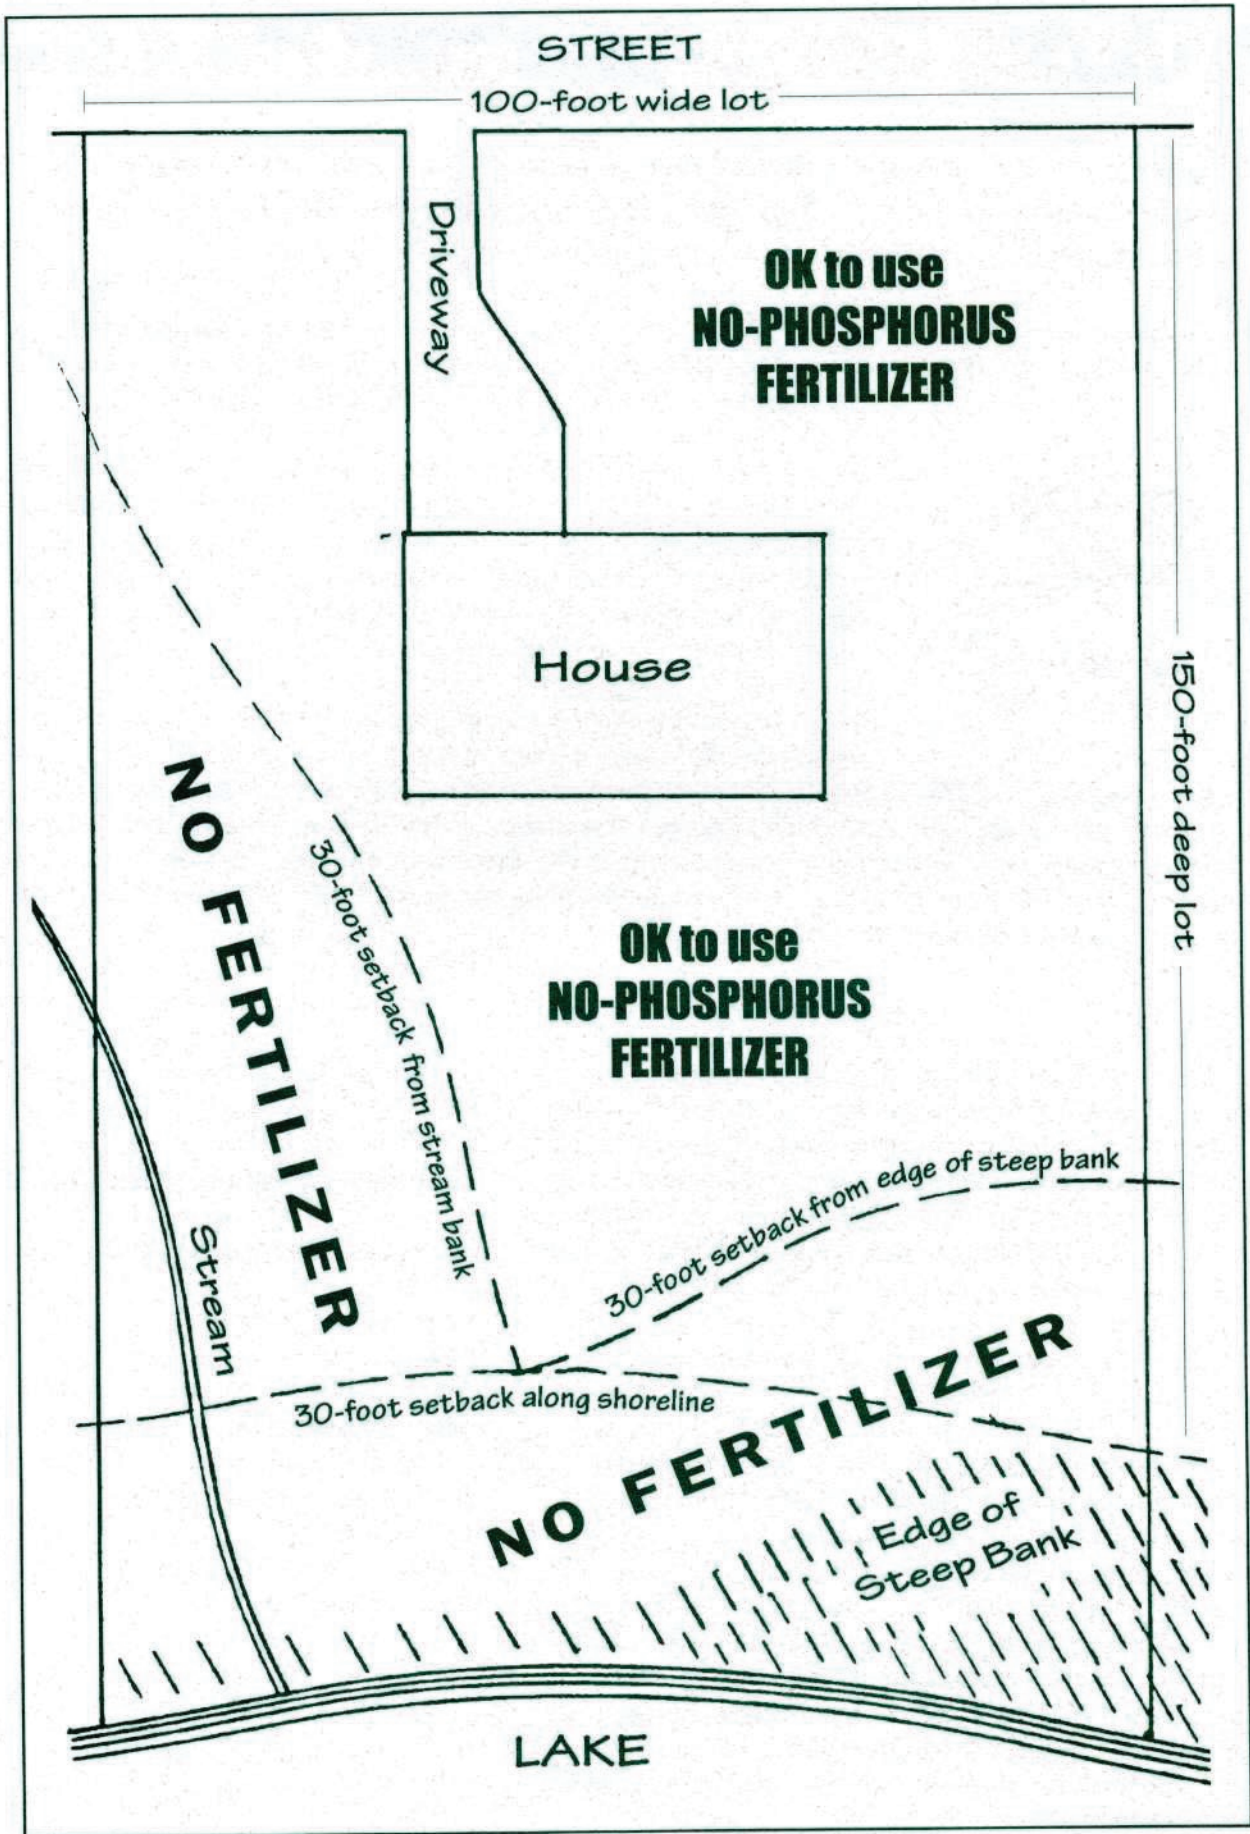 STREET
100-foot wide lot
Driveway
OK to use
NO-PHOSPHORUS
FERTILIZER
House
150-foot deep lot
NO FERTILIZER
30-foot setback from stream bank
OK to use
NO-PHOSPHORUS
FERTILIZER
30-foot setback from edge of steep bank
Stream
30-foot setback along shoreline
NO FERTILIZER
Edge of
Steep Bank
LAKE